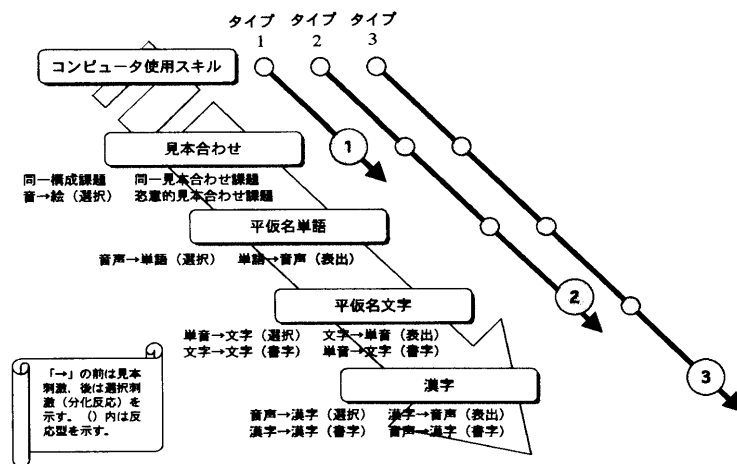 タイプ タイプ タイプ
1 2 3
コンピュータ使用スキル
見本合わせ
1
同一構成課題 同一見本合わせ課題
音→絵（選択） 恣意的見本合わせ課題
平仮名単語
音声→単語（選択） 単語→音声（表出）
平仮名文字
2
単音→文字（選択） 文字→単音（表出）
文字→文字（書字） 単音→文字（書字）
「→」の前は見本
刺激、後は選択刺
激（分化反応）を
示す。（）内は反
応型を示す。
漢字
3
音声→漢字（選択） 漢字→音声（表出）
漢字→漢字（書字） 音声→漢字（書字）